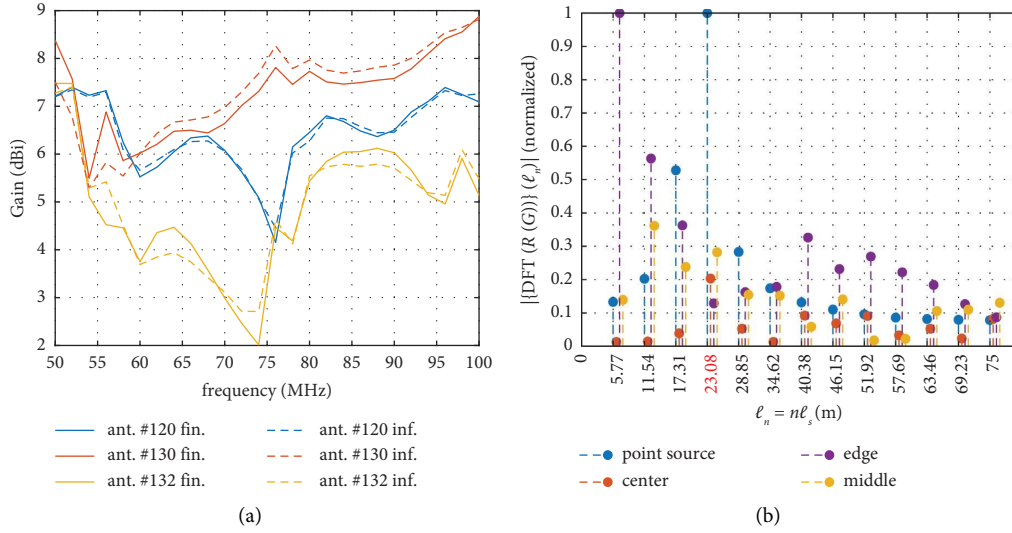 (a)
9
8
7
6
5
4
3
2
Gain (dBi)
50 55 60 65 70 75 80 85 90 95 100
frequency (MHz)
ant. #120 fin. ant. #120 inf.
ant. #130 fin. ant. #130 inf.
ant. #132 fin. ant. #132 inf.
(a)
(b)
1
0.9
0.8
0.7
0.6
0.5
0.4
0.3
0.2
0.1
0
|{DFT (R (G))} (ℓn)| (normalized)
0 5.77 11.54 17.31 23.08 28.85 34.62 40.38 46.15 51.92 57.69 63.46 69.23 75
ℓn = nℓs (m)
point source edge
center middle
(b)